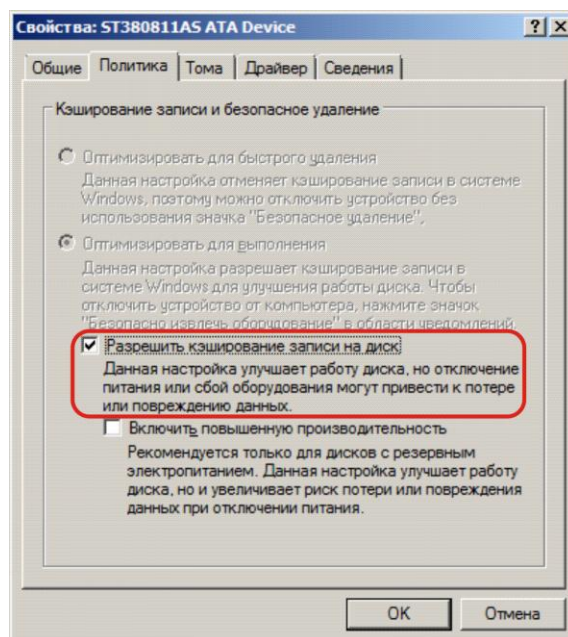 Свойства: ST380811AS ATA Device
Общие Политика Тома Драйвер Сведения
Кэширование записи и безопасное удаление
Оптимизировать для быстрого удаления
Данная настройка отменяет кэширование записи в системе
Windows, поэтому можно отключить устройство без
использования значка "Безопасное удаление",
Оптимизировать для выполнения
Данная настройка разрешает кэширование записи в
системе Windows для улучшения работы диска. Чтобы
отключить устройство от компьютера, нажмите значок
"Безопасно извлечь оборудование" в области уведомлений.
Разрешить кэширование записи на диск
Данная настройка улучшает работу диска, но отключение
питания или сбой оборудования могут привести к потере
или повреждению данных.
Включить повышенную производительность
Рекомендуется только для дисков с резервным
электропитанием. Данная настройка улучшает работу
диска, но и увеличивает риск потери или повреждения
данных при отключении питания.
OK Отмена